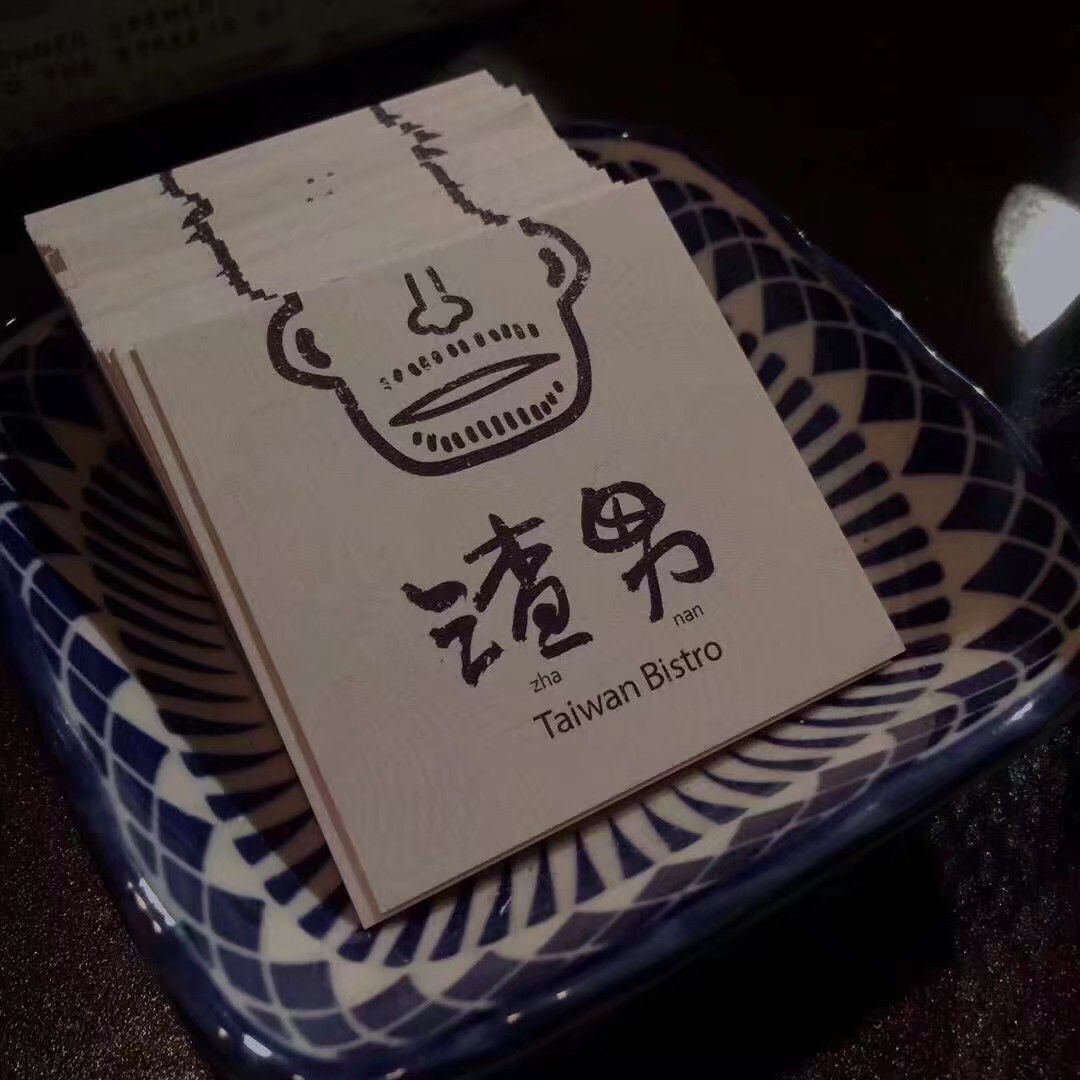 渣男
zha nan
Taiwan Bistro